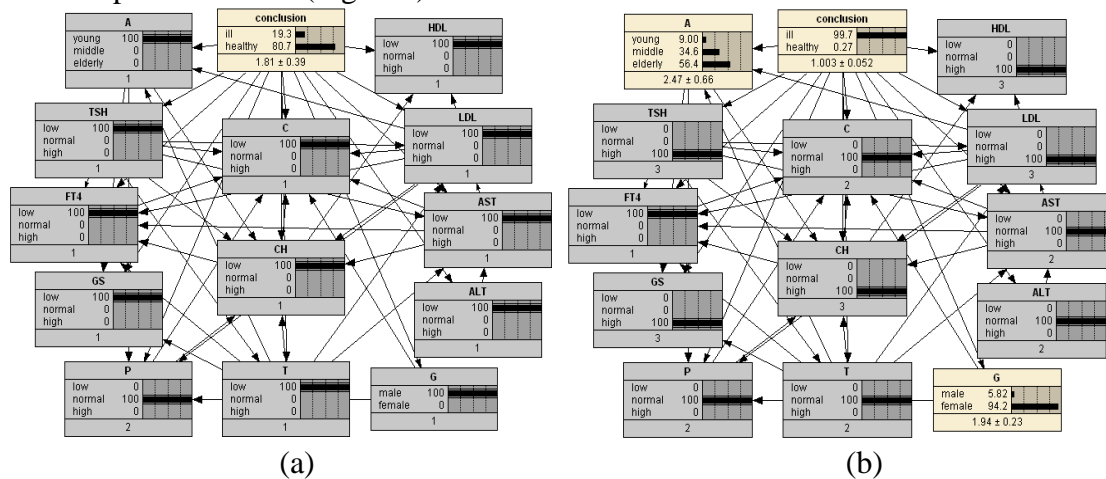 A
young 100
middle 0
elderly 0
1
conclusion
ill 19.3
healthy 80.7
1.81 ± 0.39
HDL
low 100
normal 0
high 0
1
TSH
low 100
normal 0
high 0
1
C
low 100
normal 0
high 0
1
LDL
low 100
normal 0
high 0
1
FT4
low 100
normal 0
high 0
1
AST
low 100
normal 0
high 0
1
CH
low 100
normal 0
high 0
1
GS
low 100
normal 0
high 0
1
ALT
low 100
normal 0
high 0
1
P
low 0
normal 100
high 0
2
T
low 100
normal 0
high 0
1
G
male 100
female 0
1
(a)
A
young 9.00
middle 34.6
elderly 56.4
2.47 ± 0.66
conclusion
ill 99.7
healthy 0.27
1.003 ± 0.052
HDL
low 0
normal 0
high 100
3
TSH
low 0
normal 0
high 100
3
C
low 0
normal 100
high 0
2
LDL
low 0
normal 0
high 100
3
FT4
low 100
normal 0
high 0
1
AST
low 0
normal 100
high 0
2
CH
low 0
normal 0
high 100
3
GS
low 0
normal 0
high 100
3
ALT
low 0
normal 100
high 0
2
P
low 0
normal 100
high 0
2
T
low 0
normal 100
high 0
2
G
male 5.82
female 94.2
1.94 ± 0.23
(b)